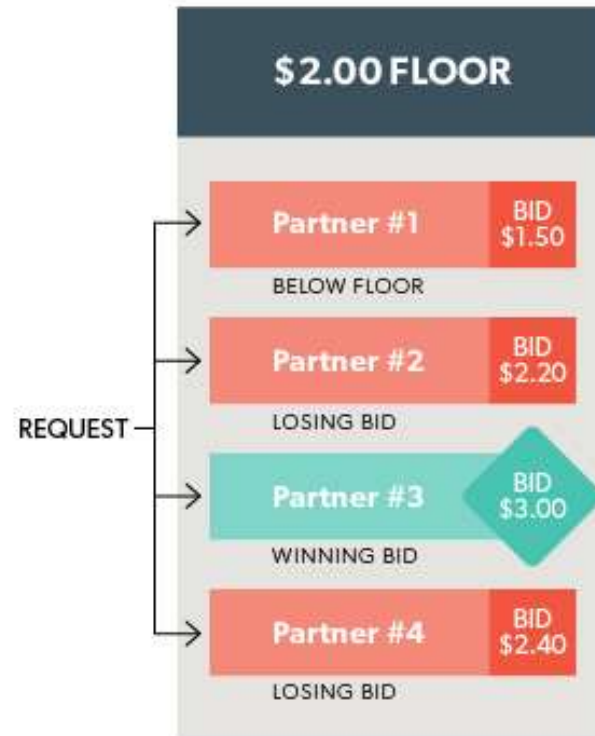 $2.00 FLOOR
Partner #1
BID
$1.50
BELOW FLOOR
Partner #2
BID
$2.20
LOSING BID
REQUEST
Partner #3
BID
$3.00
WINNING BID
Partner #4
BID
$2.40
LOSING BID